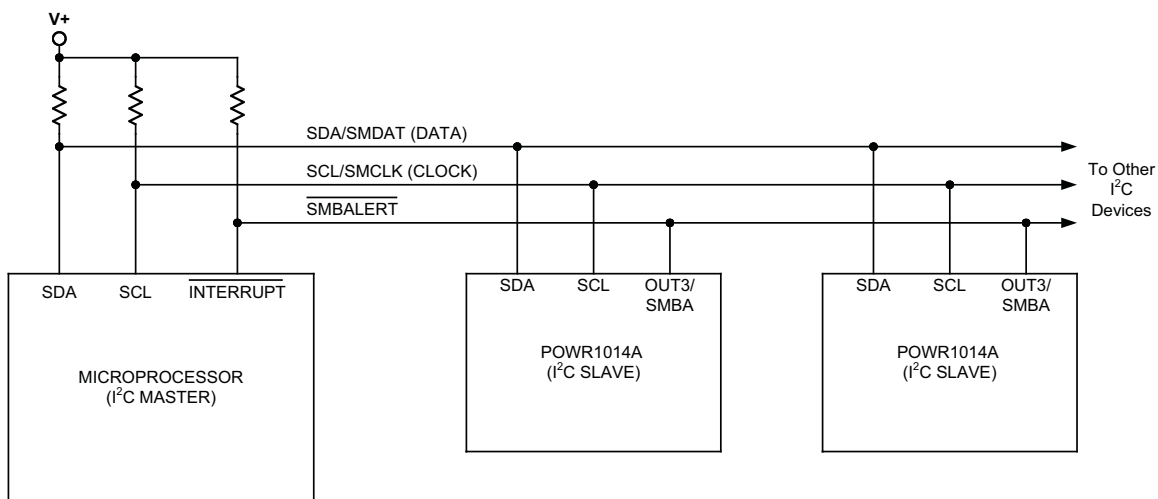 V+
SDA/SMDAT (DATA)
SCL/SMCLK (CLOCK)
SMBALERT
To Other
I²C
Devices
SDA SCL INTERRUPT
MICROPROCESSOR
(I²C MASTER)
SDA SCL OUT3/
SMBA
POWR1014A
(I²C SLAVE)
SDA SCL OUT3/
SMBA
POWR1014A
(I²C SLAVE)